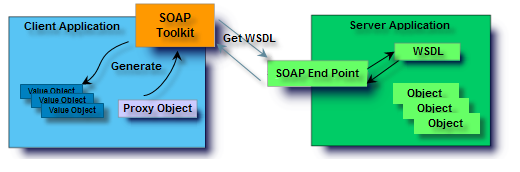 Client Application
SOAP
Toolkit
Server Application
Get WSDL
WSDL
Generate
SOAP End Point
Value Object
Value Object
Value Object
Proxy Object
Object
Object
Object